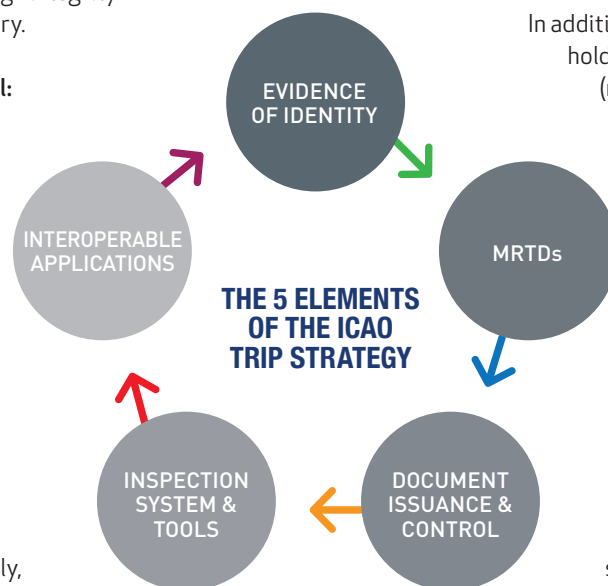 ry.
In additi
hold
l:
EVIDENCE
OF IDENTITY
INTEROPERABLE
APPLICATIONS
MRTDs
THE 5 ELEMENTS
OF THE ICAO
TRIP STRATEGY
INSPECTION
SYSTEM &
TOOLS
DOCUMENT
ISSUANCE &
CONTROL
ly,
s